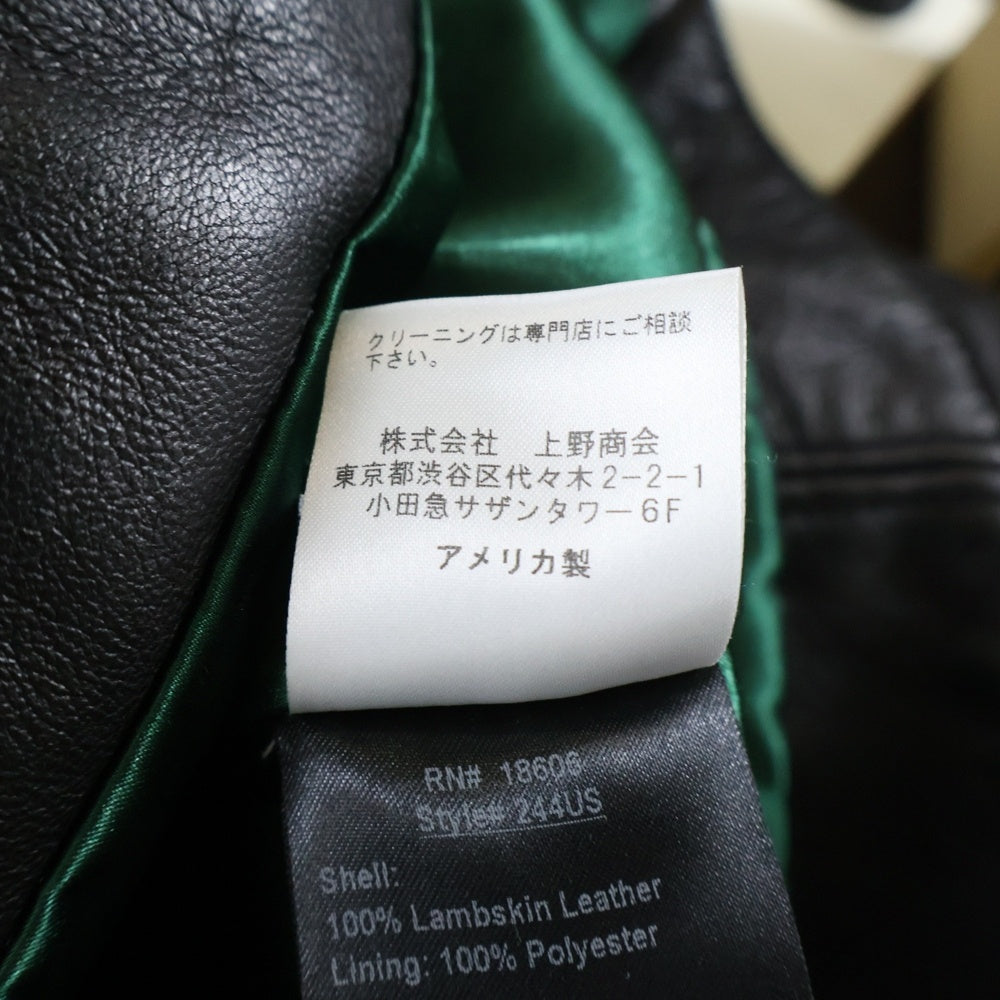 クリーニングは専門店にご相談
下さい。
株式会社 上野商会
東京都渋谷区代々木2-2-1
小田急サザンタワー6F
アメリカ製
RN# 18606
Style# 244US
Shell:
100% Lambskin Leather
Lining: 100% Polyester